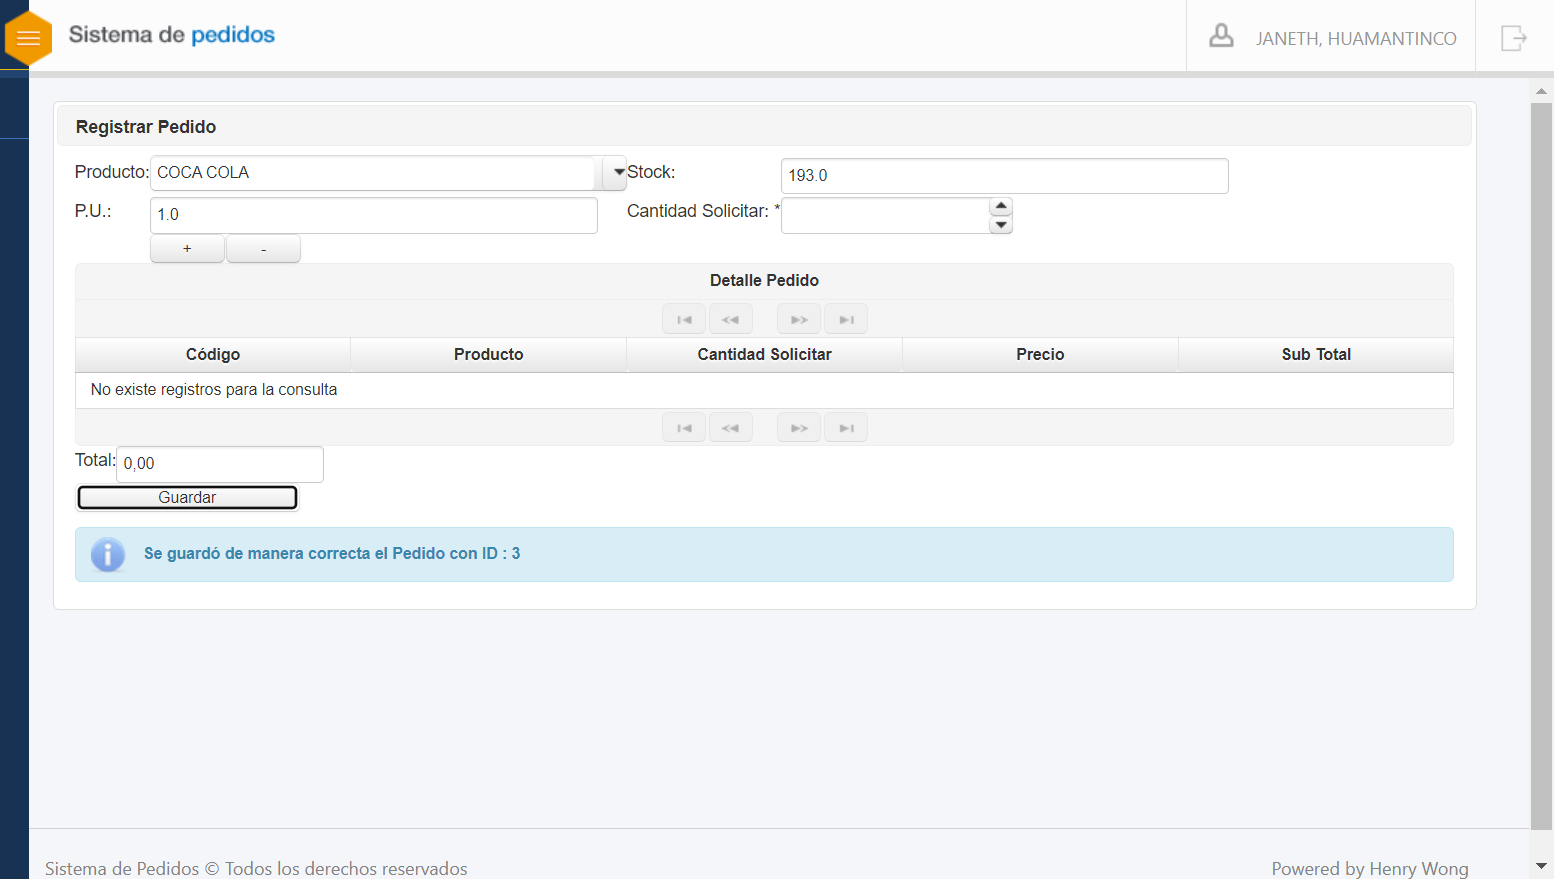 Sistema de pedidos
JANETH, HUAMANTINCO
Registrar Pedido
Producto: COCA COLA Stock: 193.0
P.U.: 1.0 Cantidad Solicitar: *
+ -
Detalle Pedido
Código Producto Cantidad Solicitar Precio Sub Total
No existe registros para la consulta
Total: 0,00
Guardar
Se guardó de manera correcta el Pedido con ID : 3
Sistema de Pedidos © Todos los derechos reservados Powered by Henry Wong